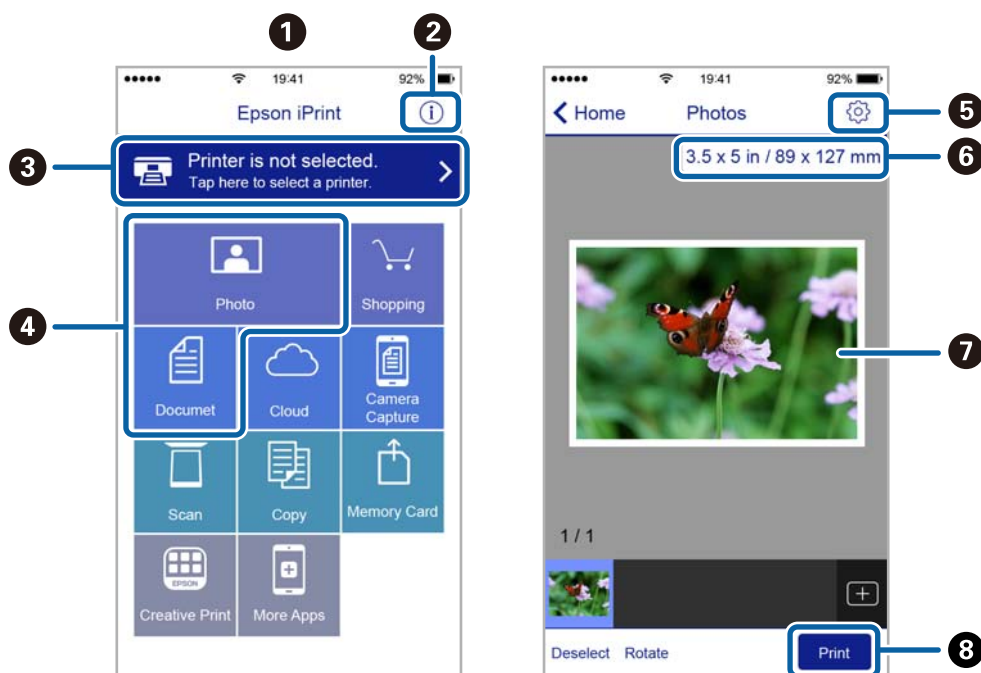 1
2
19:41
92%
Epson iPrint
i
3
Printer is not selected.
Tap here to select a printer.
4
Photo
Shopping
Documet
Cloud
Camera
Capture
Scan
Copy
Memory Card
EPSON
Creative Print
More Apps
19:41
92%
Home
Photos
5
3.5 x 5 in / 89 x 127 mm
6
7
1 / 1
Deselect
Rotate
Print
8